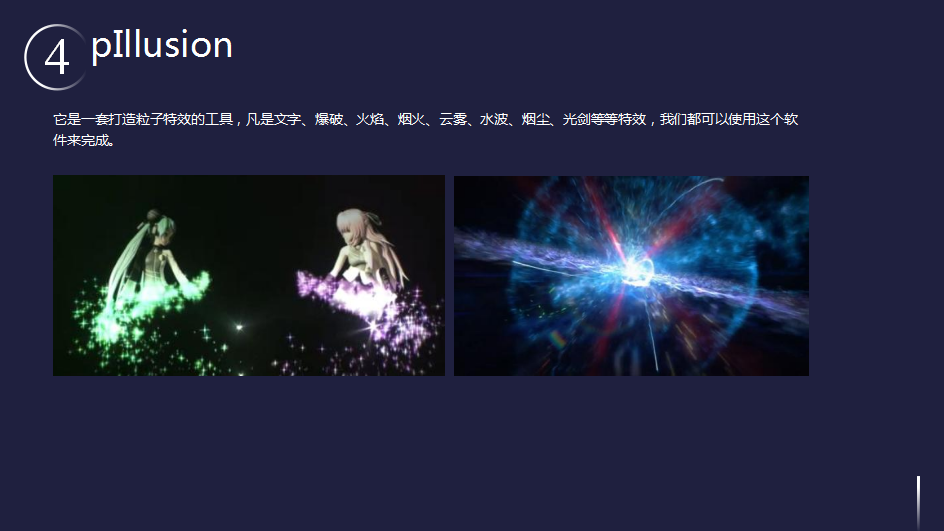 4
pIllusion
它是一套打造粒子特效的工具，凡是文字、爆破、火焰、烟火、云雾、水波、烟尘、光剑等等特效，我们都可以使用这个软
件来完成。